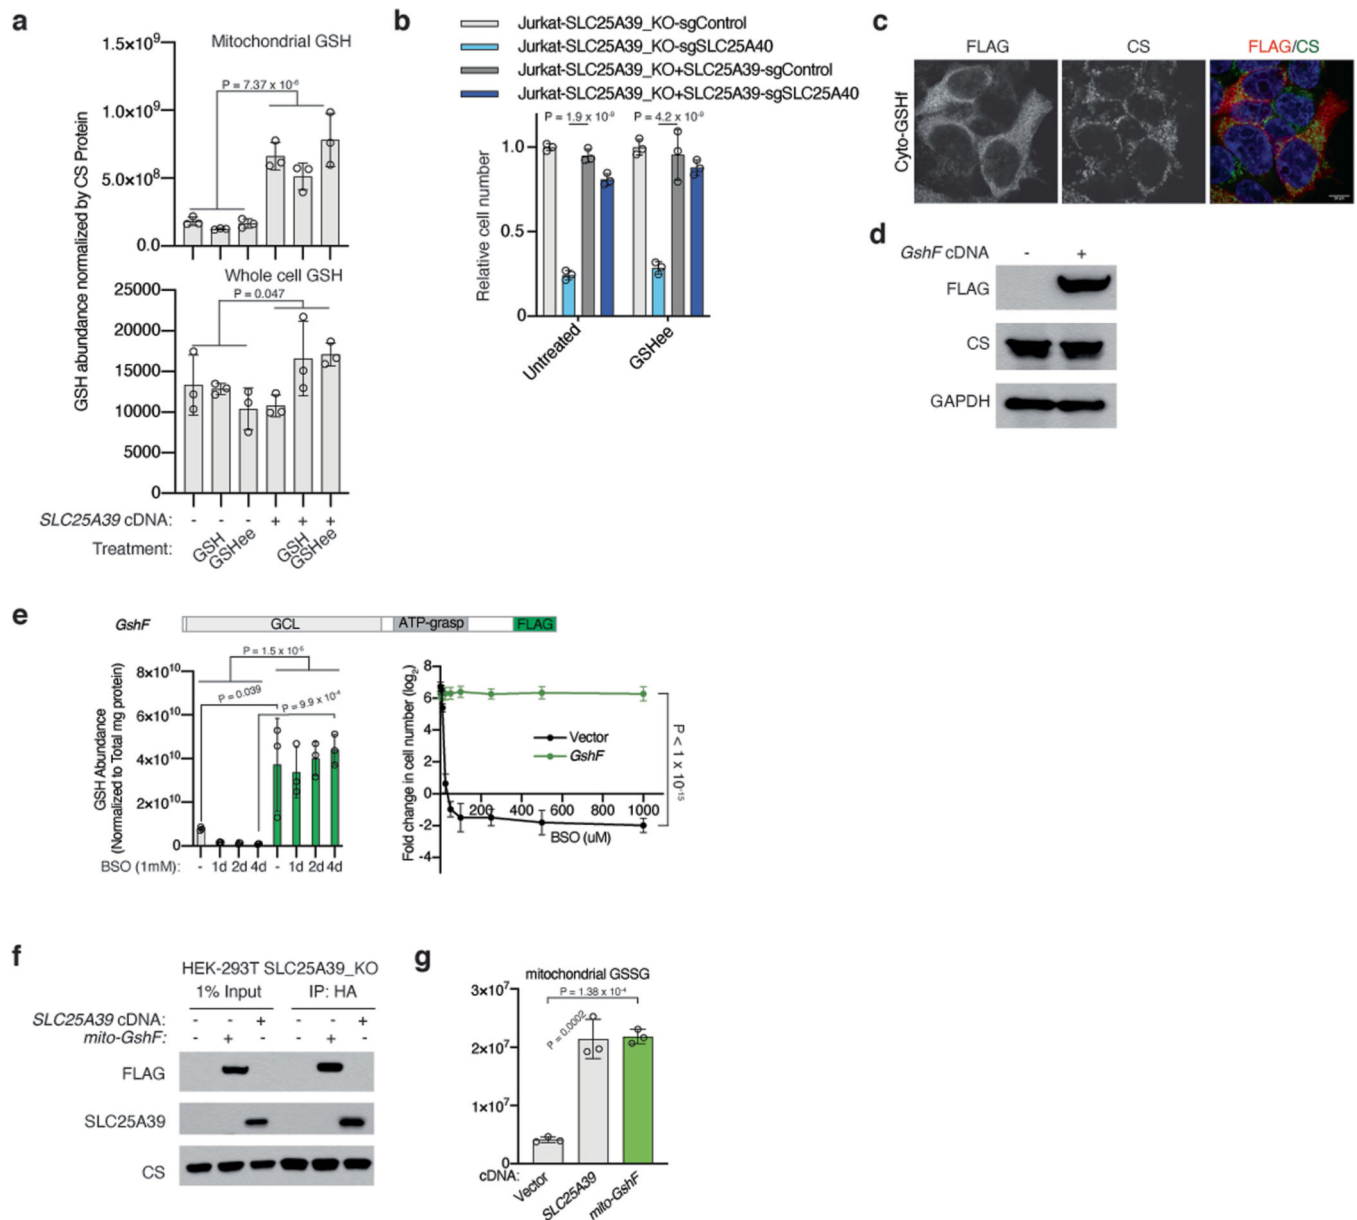 a
Mitochondrial GSH
1.5x10⁹
1.0x10⁹
5.0x10⁸
0.0
P = 7.37 x 10⁻⁶
GSH abundance normalized by CS Protein
Whole cell GSH
25000
20000
15000
10000
5000
0
P = 0.047
SLC25A39 cDNA: - - - + + +
Treatment: GSH GSHee GSH GSHee
b
Jurkat-SLC25A39_KO-sgControl
Jurkat-SLC25A39_KO-sgSLC25A40
Jurkat-SLC25A39_KO+SLC25A39-sgControl
Jurkat-SLC25A39_KO+SLC25A39-sgSLC25A40
P = 1.9 x 10⁻⁹ P = 4.2 x 10⁻⁹
Relative cell number
1.0
0.5
0
Untreated GSHee
c
FLAG CS FLAG/CS
Cyto-GSHf
d
GshF cDNA - +
FLAG
CS
GAPDH
e
GshF GCL ATP-grasp FLAG
GSH Abundance
(Normalized to Total mg protein)
8x10¹⁰
6x10¹⁰
4x10¹⁰
2x10¹⁰
0
P = 1.5 x 10⁻⁵
P = 0.039
P = 9.9 x 10⁻⁴
BSO (1mM): - 1d 2d 4d - 1d 2d 4d
Fold change in cell number (log₂)
8
6
4
2
0
-2
-4
Vector
GshF
200 400 600 800 1000
BSO (uM)
P < 1 x 10⁻¹⁵
f
HEK-293T SLC25A39_KO
1% Input IP: HA
SLC25A39 cDNA: - - + - - +
mito-GshF: - + - - + -
FLAG
SLC25A39
CS
g
mitochondrial GSSG
3x10⁷
2x10⁷
1x10⁷
0
P = 1.38 x 10⁻⁴
P = 0.0002
cDNA:
Vector SLC25A39 mito-GshF